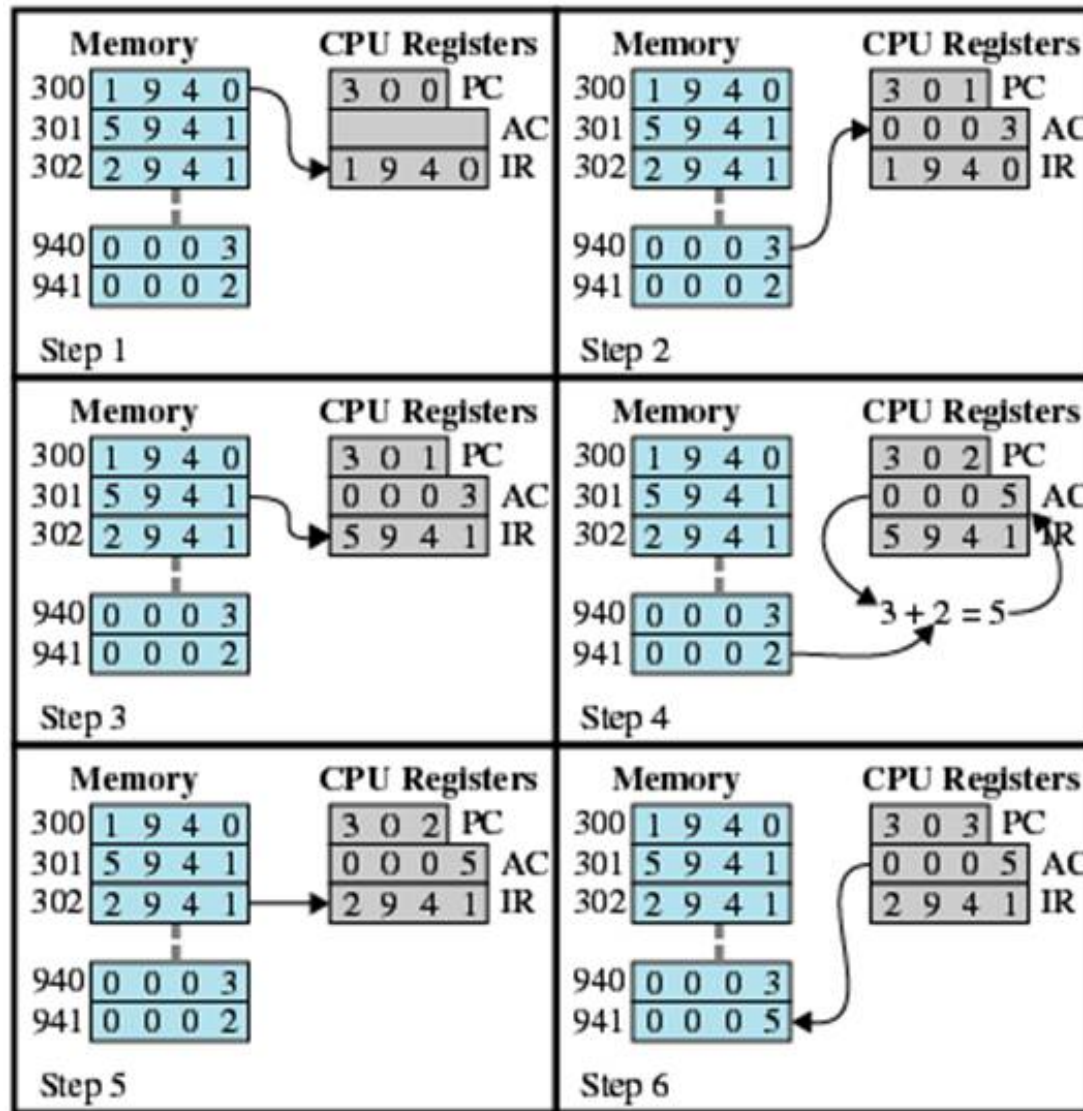 Memory CPU Registers
300 1 9 4 0 3 0 0 PC
301 5 9 4 1 AC
302 2 9 4 1 1 9 4 0 IR
940 0 0 0 3
941 0 0 0 2
Step 1
Memory CPU Registers
300 1 9 4 0 3 0 1 PC
301 5 9 4 1 0 0 0 3 AC
302 2 9 4 1 1 9 4 0 IR
940 0 0 0 3
941 0 0 0 2
Step 2
Memory CPU Registers
300 1 9 4 0 3 0 1 PC
301 5 9 4 1 0 0 0 3 AC
302 2 9 4 1 5 9 4 1 IR
940 0 0 0 3
941 0 0 0 2
Step 3
Memory CPU Registers
300 1 9 4 0 3 0 2 PC
301 5 9 4 1 0 0 0 5 AC
302 2 9 4 1 5 9 4 1 IR
940 0 0 0 3 3 + 2 = 5
941 0 0 0 2
Step 4
Memory CPU Registers
300 1 9 4 0 3 0 2 PC
301 5 9 4 1 0 0 0 5 AC
302 2 9 4 1 2 9 4 1 IR
940 0 0 0 3
941 0 0 0 2
Step 5
Memory CPU Registers
300 1 9 4 0 3 0 3 PC
301 5 9 4 1 0 0 0 5 AC
302 2 9 4 1 2 9 4 1 IR
940 0 0 0 3
941 0 0 0 5
Step 6